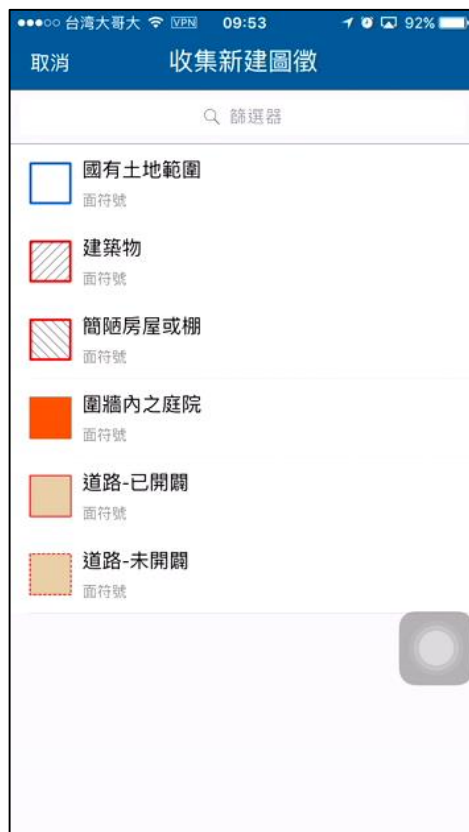 台湾大哥大 VPN 09:53 92%
取消 收集新建圖徵
篩選器
國有土地範圍
面符號
建築物
面符號
簡陋房屋或棚
面符號
圍牆內之庭院
面符號
道路-已開闢
面符號
道路-未開闢
面符號